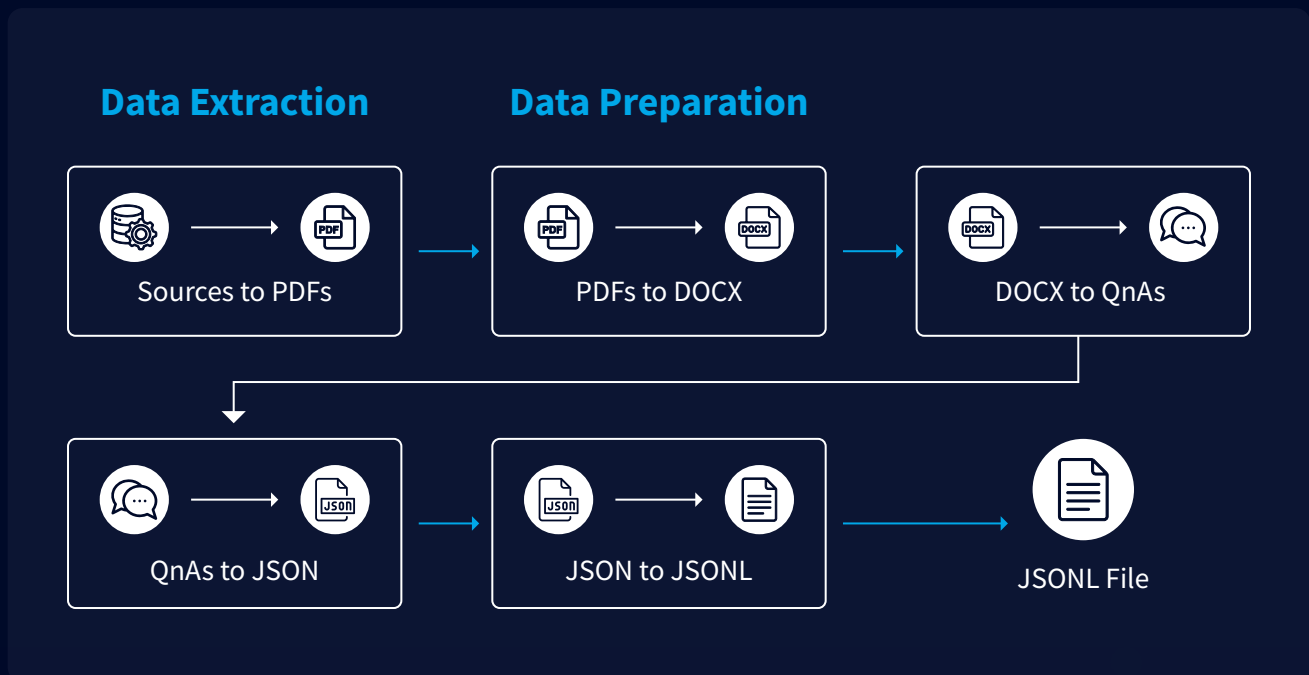 Data Extraction
Data Preparation
PDF
PDF
DOCX
DOCX
Sources to PDFs
PDFs to DOCX
DOCX to QnAs
JSON
JSON
QnAs to JSON
JSON to JSONL
JSONL File